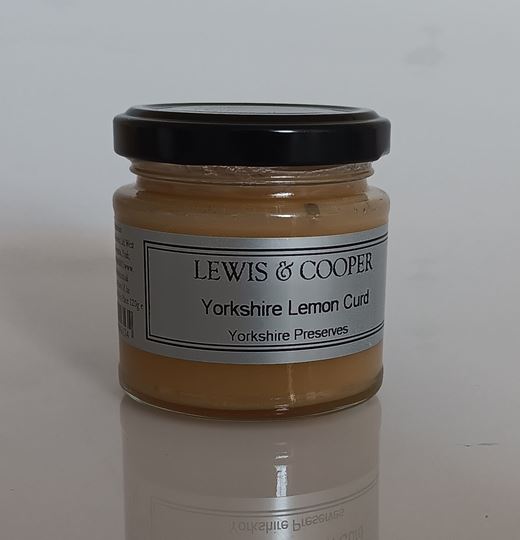 LEWIS & COOPER
Yorkshire Lemon Curd
Yorkshire Preserves